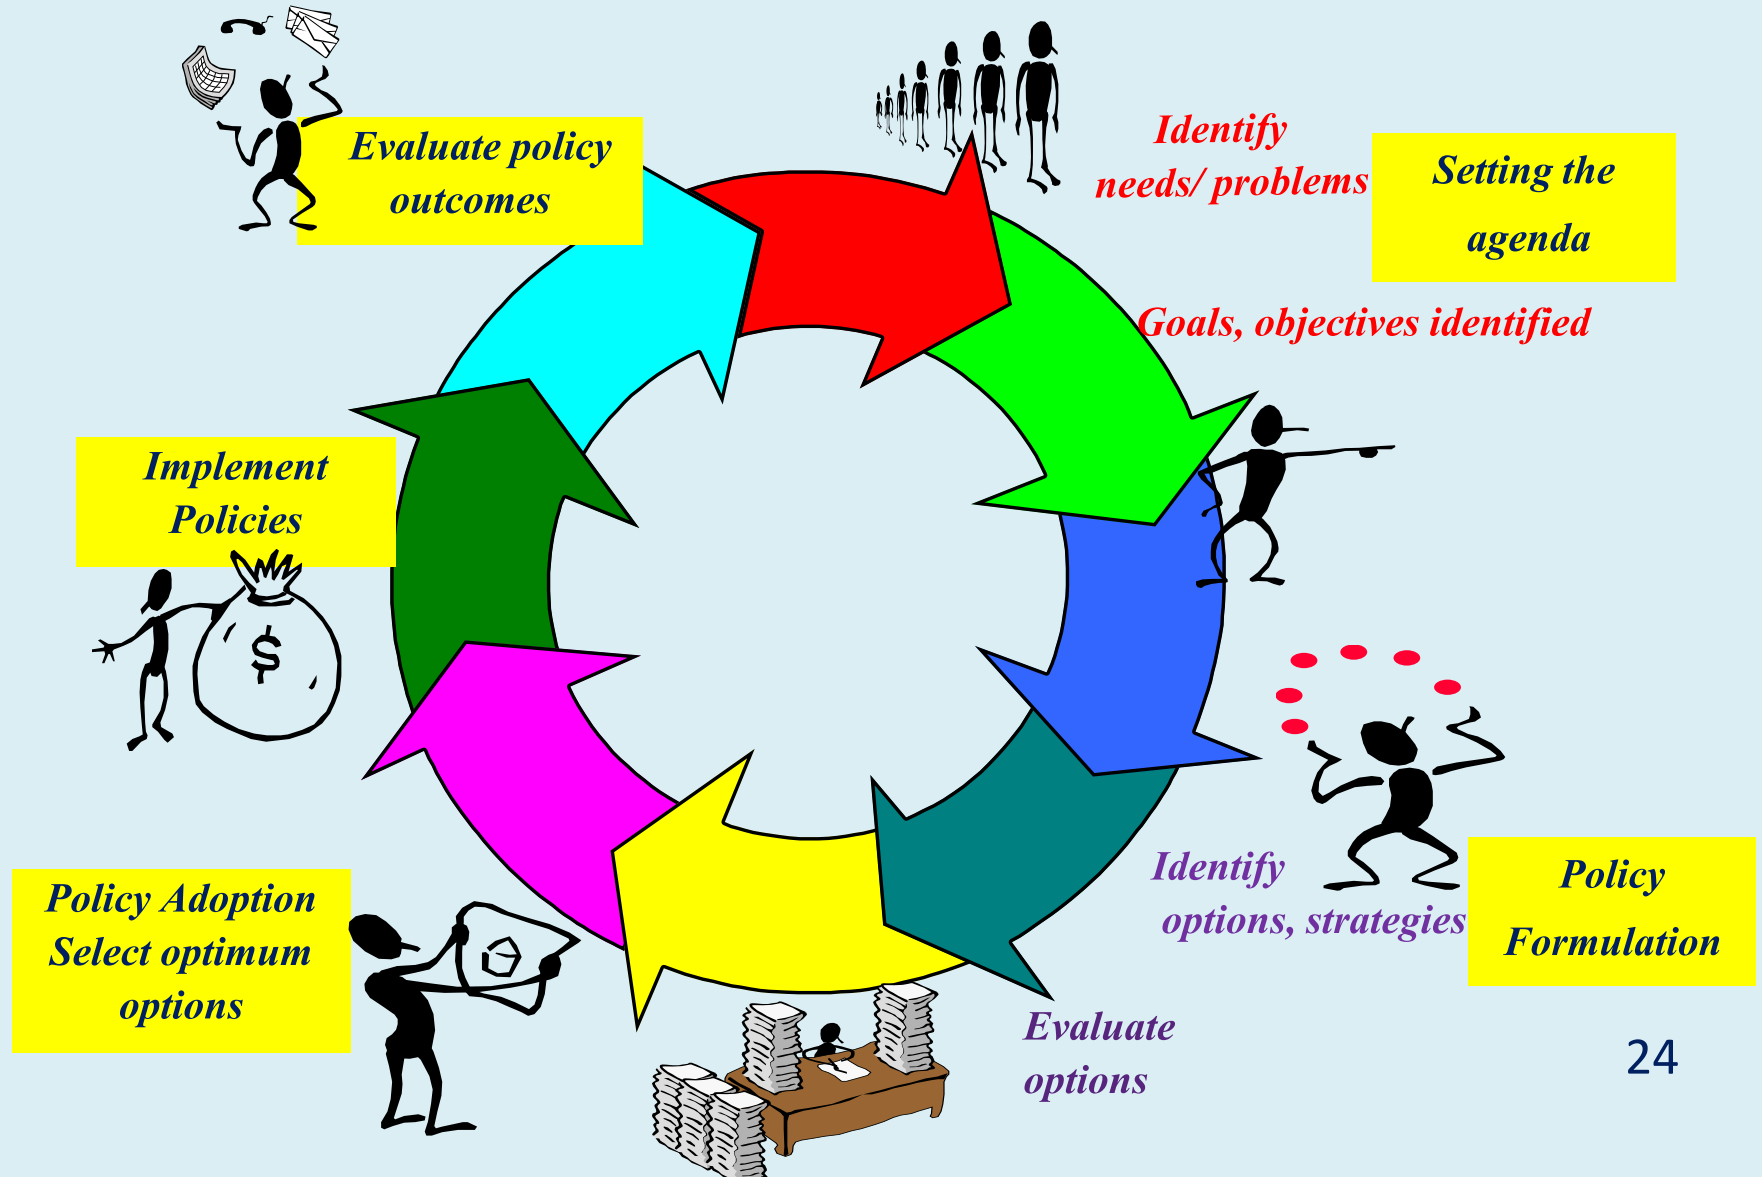 Evaluate policy
outcomes
Identify
needs/ problems
Setting the
agenda
Goals, objectives identified
Implement
Policies
$
Identify
options, strategies
Policy
Formulation
Policy Adoption
Select optimum
options
Evaluate
options
24